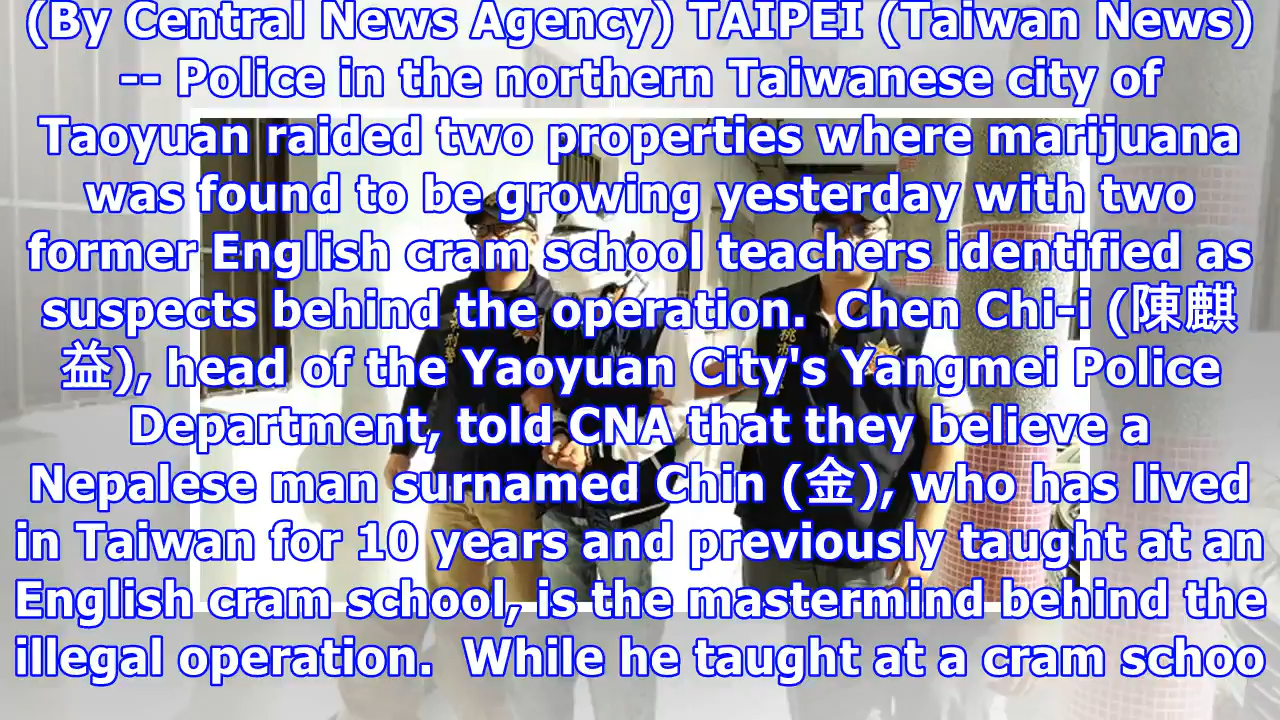 (By Central News Agency) TAIPEI (Taiwan News)
-- Police in the northern Taiwanese city of
Taoyuan raided two properties where marijuana
was found to be growing yesterday with two
former English cram school teachers identified as
suspects behind the operation.  Chen Chi-i (陳麒
益), head of the Yaoyuan City's Yangmei Police
Department, told CNA that they believe a
Nepalese man surnamed Chin (金), who has lived
in Taiwan for 10 years and previously taught at an
English cram school, is the mastermind behind the
illegal operation.  While he taught at a cram schoo